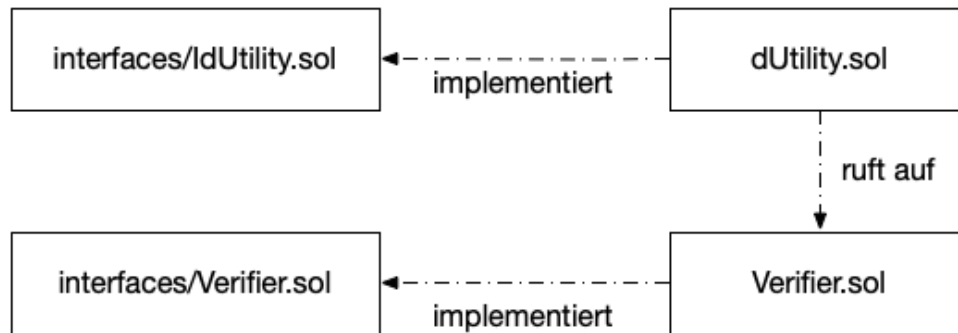 interfaces/IdUtility.sol
implementiert
dUtility.sol
ruft auf
interfaces/Verifier.sol
implementiert
Verifier.sol